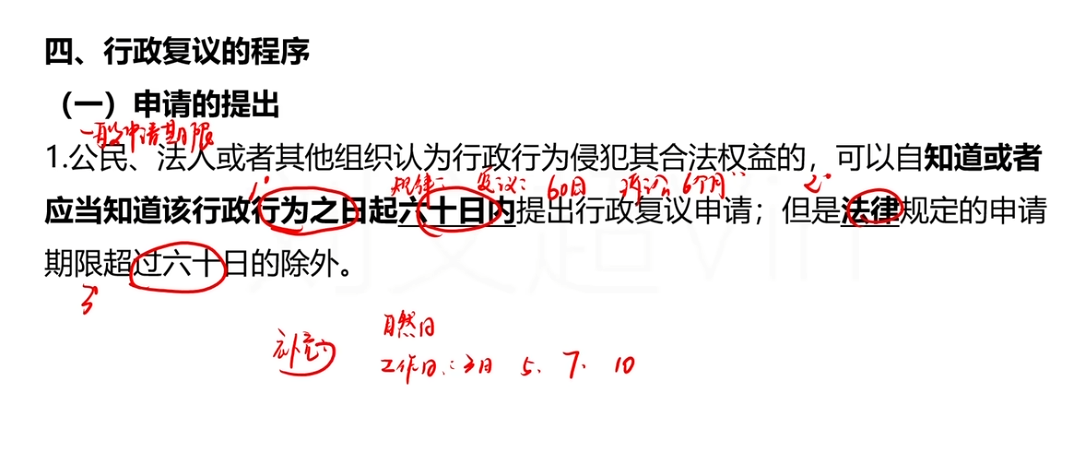 四、行政复议的程序
（一）申请的提出
一般申请期限
1.公民、法人或者其他组织认为行政行为侵犯其合法权益的，可以自知道或者
1° 规律： 复议：60日 诉讼 6个月 2°
应当知道该行政行为之日起六十日内提出行政复议申请；但是法律规定的申请
期限超过六十日的除外。
3°
补充 自然日
工作日：3日 5、7、10